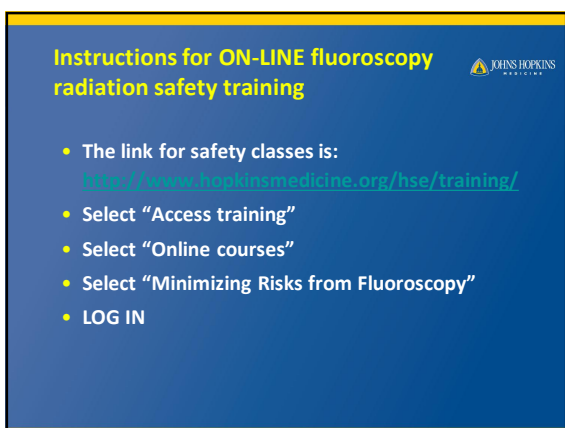 Instructions for ON-LINE fluoroscopy
radiation safety training
JOHNS HOPKINS
MEDICINE
• The link for safety classes is:
http://www.hopkinsmedicine.org/hse/training/
• Select “Access training”
• Select “Online courses”
• Select “Minimizing Risks from Fluoroscopy”
• LOG IN